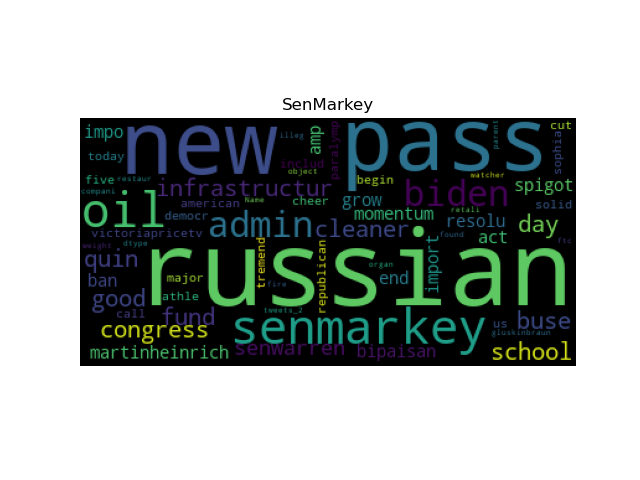 SenMarkey
impo new illeg amp paralymp pass parent cut sophia
today includ object
five restaur infrastructur begin watcher spigot
compani oil american Name cheer grow biden solid
democr admin momentum retali resolu day
victoriapricetv cleaner found act ftc
weight dtype tremend republican import
quin russian
ban major organ end
good athle fire
call fund tweets_2 senmarkey us buse
congress gluskinbraun
martinheinrich senwarren bipaisan school